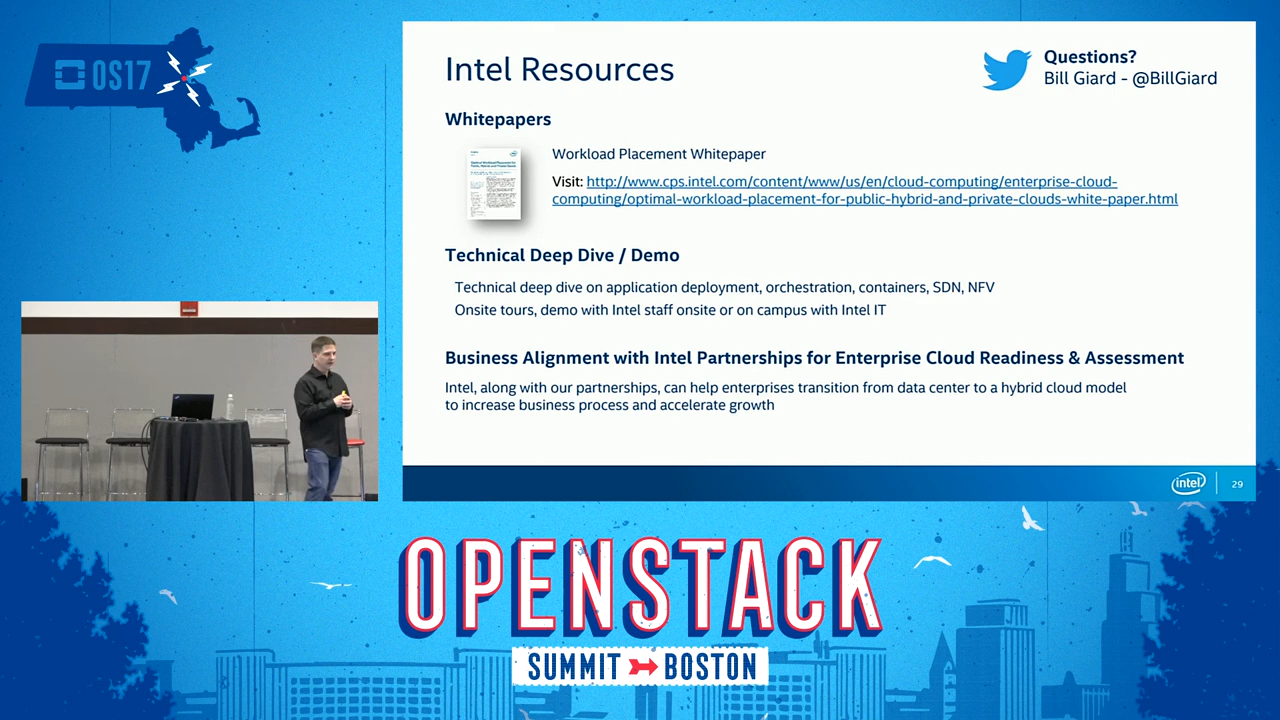 OS17
Intel Resources
Questions?
Bill Giard - @BillGiard
Whitepapers
Workload Placement Whitepaper
Visit: http://www.cps.intel.com/content/www/us/en/cloud-computing/enterprise-cloud-
computing/optimal-workload-placement-for-public-hybrid-and-private-clouds-white-paper.html
Technical Deep Dive / Demo
Technical deep dive on application deployment, orchestration, containers, SDN, NFV
Onsite tours, demo with Intel staff onsite or on campus with Intel IT
Business Alignment with Intel Partnerships for Enterprise Cloud Readiness & Assessment
Intel, along with our partnerships, can help enterprises transition from data center to a hybrid cloud model
to increase business process and accelerate growth
intel
29
OPENSTACK
SUMMIT BOSTON